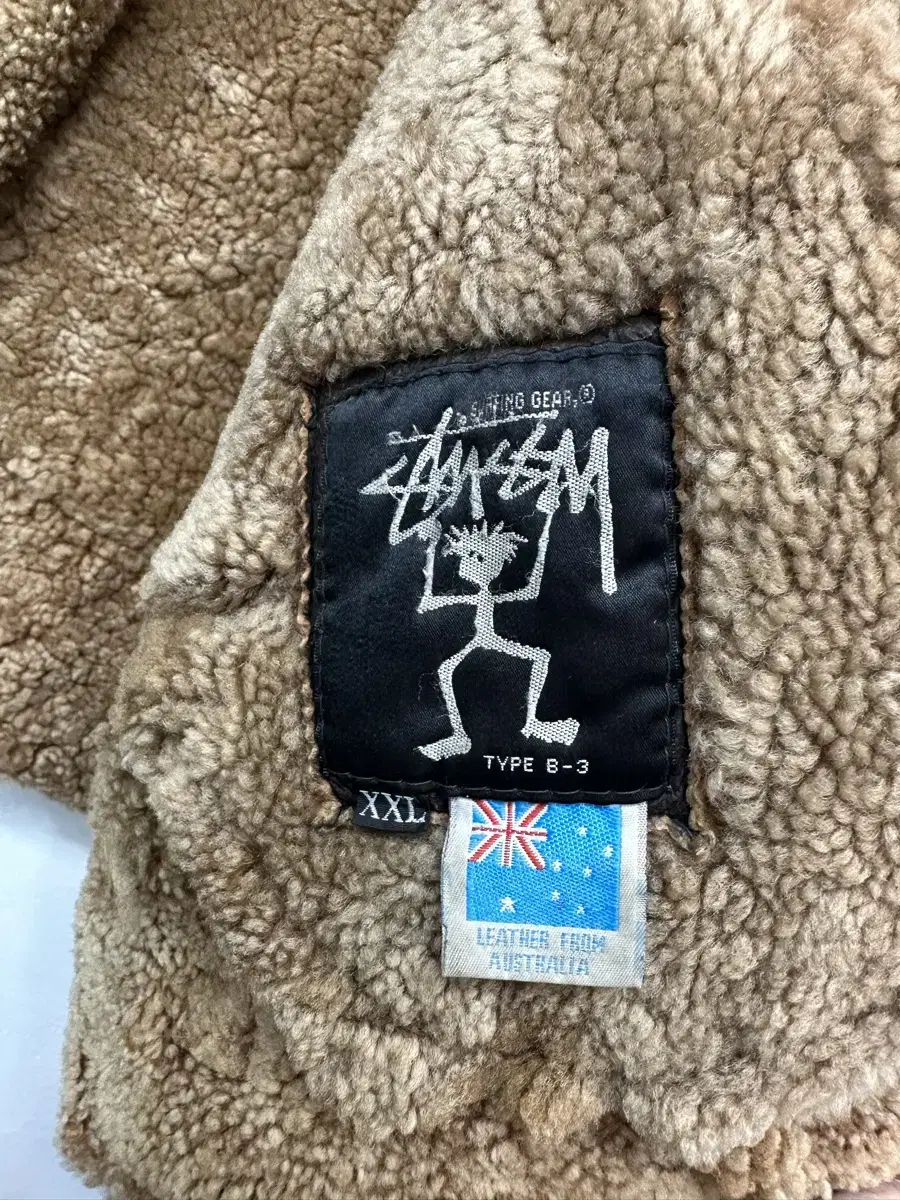 SURFING GEAR,®
STUSSY
TYPE B-3
XXL
LEATHER FROM
AUSTRALIA